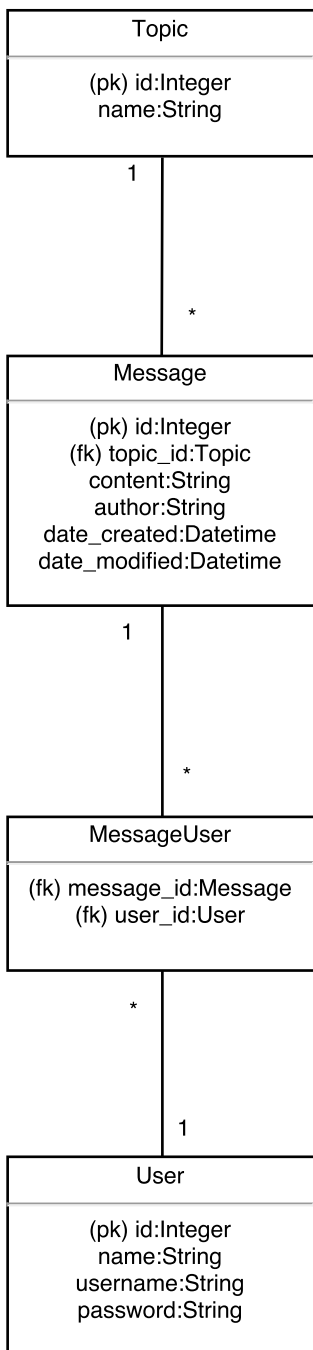 Topic
(pk) id:Integer
name:String
1
*
Message
(pk) id:Integer
(fk) topic_id:Topic
content:String
author:String
date_created:Datetime
date_modified:Datetime
1
*
MessageUser
(fk) message_id:Message
(fk) user_id:User
*
1
User
(pk) id:Integer
name:String
username:String
password:String